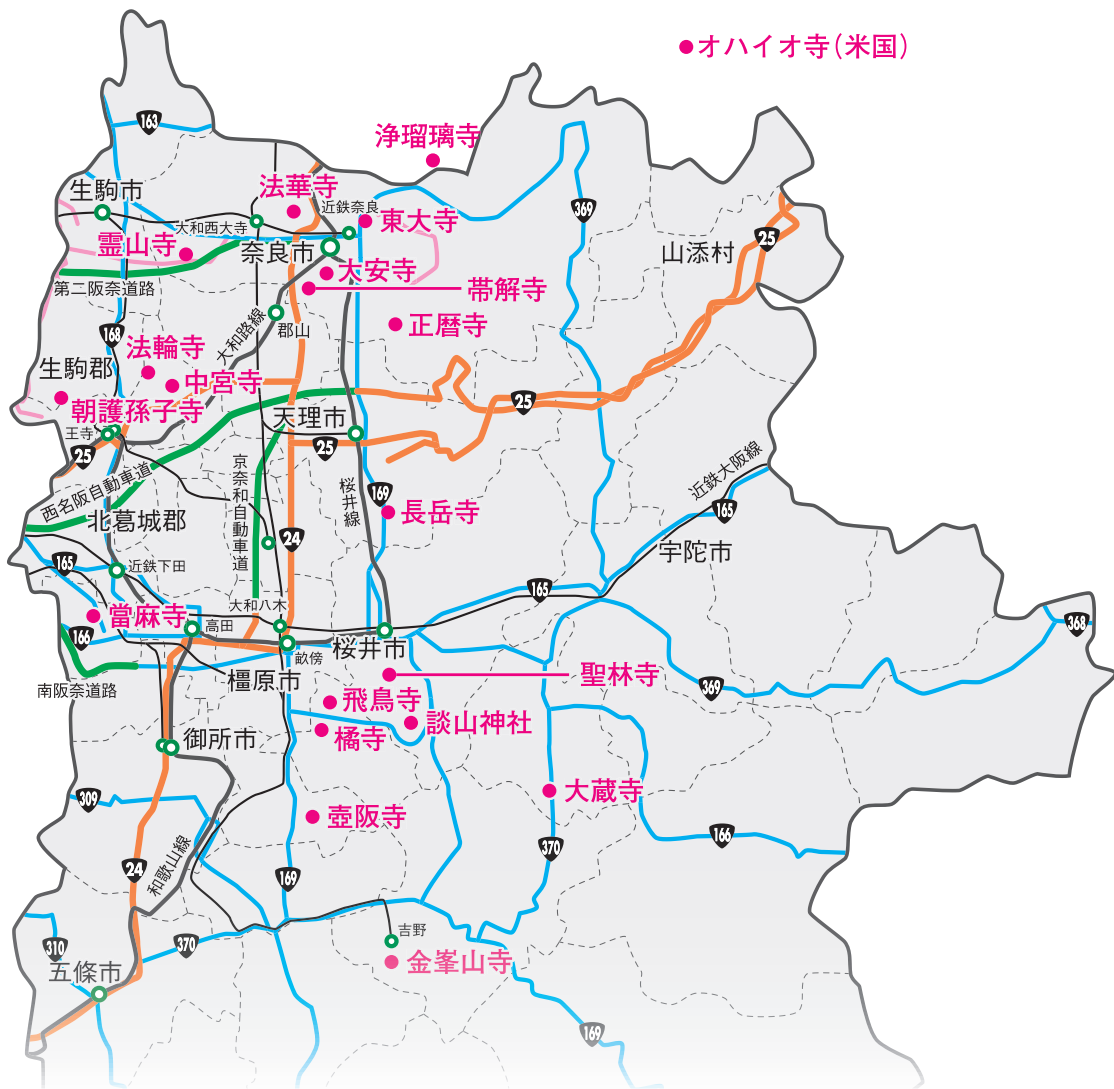 オハイオ寺(米国)
163
浄瑠璃寺
生駒市
法華寺
近鉄奈良
369
大和西大寺
東大寺
霊山寺
奈良市
山添村
25
大安寺
第二阪奈道路
帯解寺
大和路線
郡山
正暦寺
168
法輪寺
生駒郡
中宮寺
朝護孫子寺
25
天理市
王寺
25
25
西名阪自動車道
京奈和自動車道
桜井線
近鉄大阪線
169
長岳寺
165
北葛城郡
24
宇陀市
165
近鉄下田
165
大和八木
當麻寺
高田
368
166
畝傍
桜井市
南阪奈道路
橿原市
聖林寺
369
飛鳥寺
談山神社
橘寺
御所市
309
大蔵寺
壺阪寺
166
370
和歌山線
24
169
吉野
310
370
金峯山寺
五條市
169